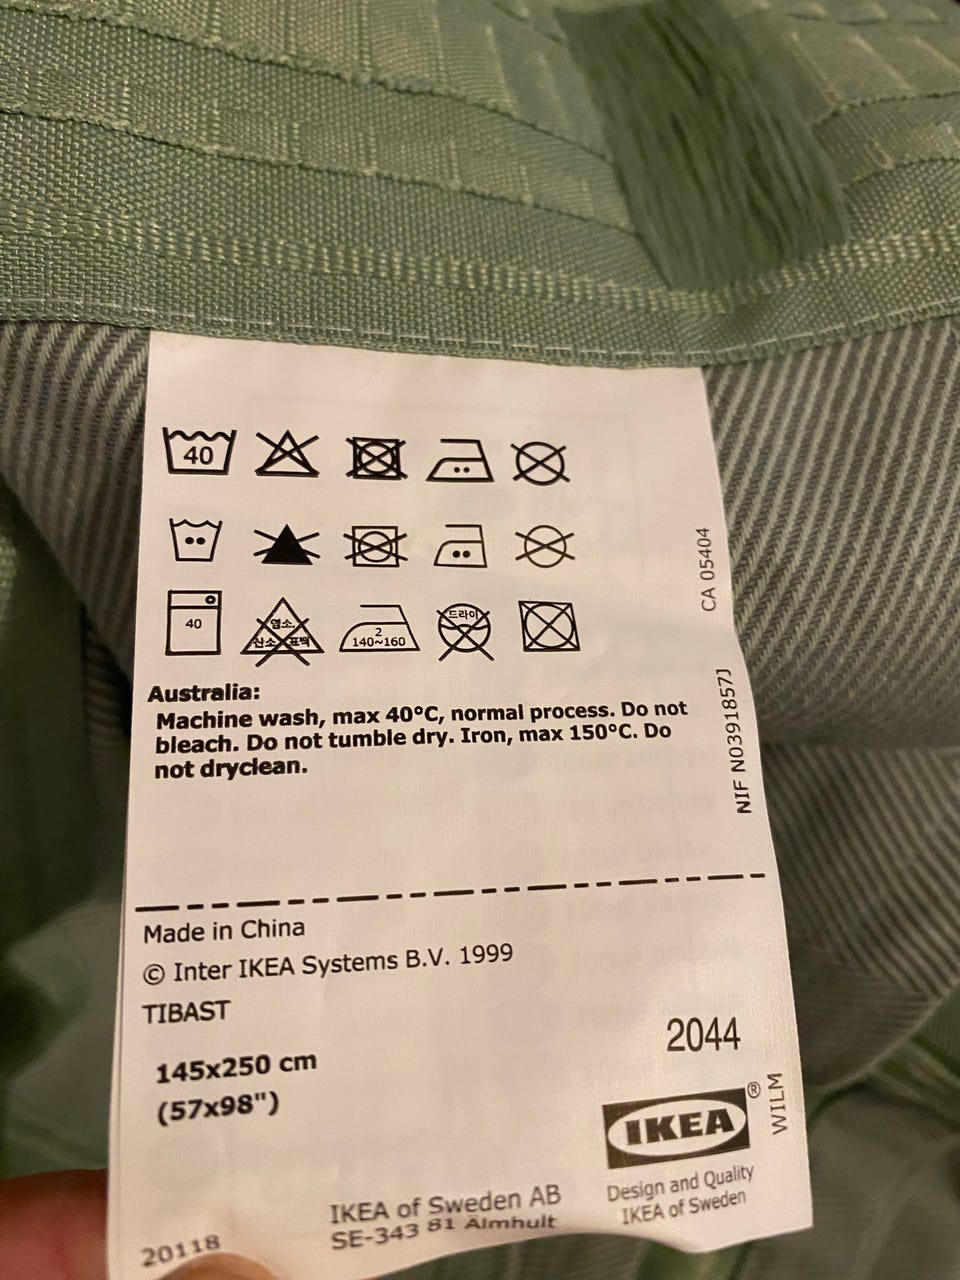 40
40
염소
산소 표백
2
140~160
드라이
Australia:
Machine wash, max 40°C, normal process. Do not
bleach. Do not tumble dry. Iron, max 150°C. Do
not dryclean.
CA 05404
NIF N0391857J
Made in China
© Inter IKEA Systems B.V. 1999
TIBAST
145x250 cm
(57x98")
2044
IKEA®
WILM
Design and Quality
IKEA of Sweden
IKEA of Sweden AB
SE-343 81 Älmhult
20118